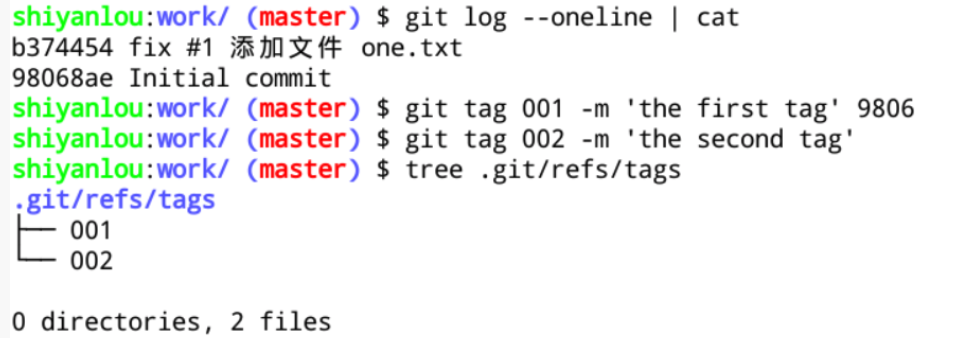 shiyanlou:work/ (master) $ git log --oneline | cat
b374454 fix #1 添加文件 one.txt
98068ae Initial commit
shiyanlou:work/ (master) $ git tag 001 -m 'the first tag' 9806
shiyanlou:work/ (master) $ git tag 002 -m 'the second tag'
shiyanlou:work/ (master) $ tree .git/refs/tags
.git/refs/tags
├── 001
└── 002
0 directories, 2 files